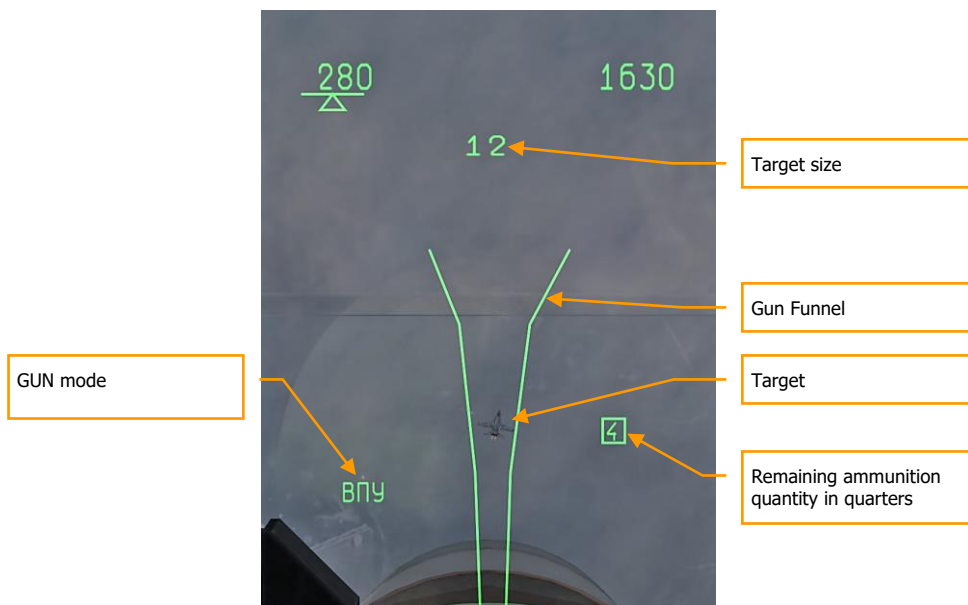 280
1630
12
Target size
Gun Funnel
GUN mode
Target
4
ВПУ
Remaining ammunition
quantity in quarters